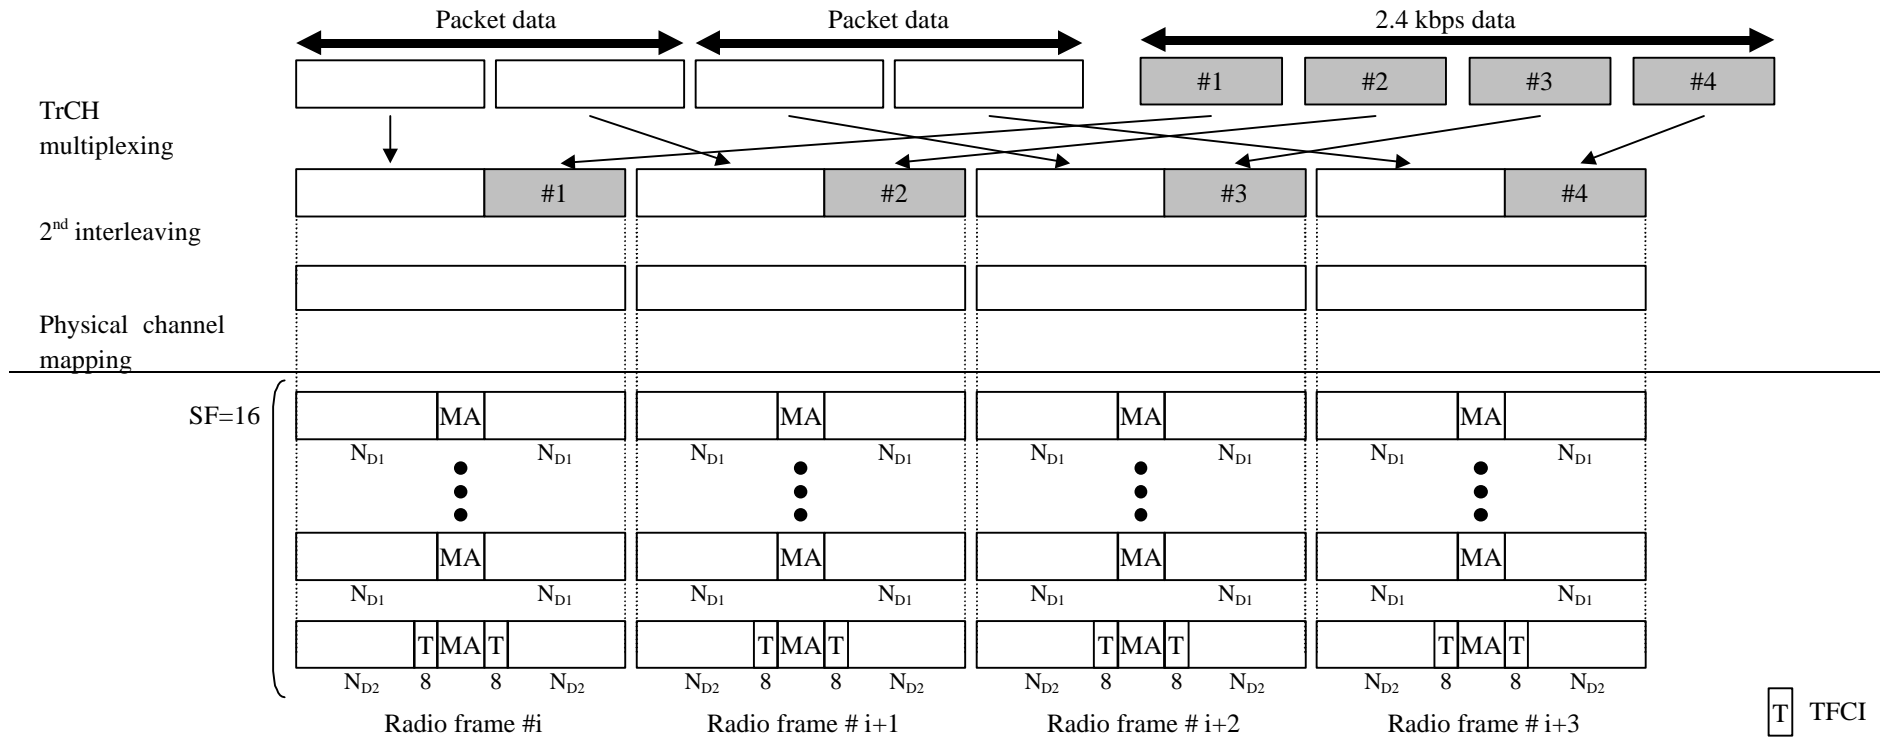 Packet data Packet data 2.4 kbps data
#1 #2 #3 #4
TrCH
multiplexing
#1 #2 #3 #4
2nd interleaving
Physical channel
mapping
SF=16 MA MA MA MA
ND1 ND1 ND1 ND1 ND1 ND1 ND1 ND1
MA MA MA MA
ND1 ND1 ND1 ND1 ND1 ND1 ND1 ND1
T MA T T MA T T MA T T MA T
ND2 8 8 ND2 ND2 8 8 ND2 ND2 8 8 ND2 ND2 8 8 ND2
Radio frame #i Radio frame # i+1 Radio frame # i+2 Radio frame # i+3
T TFCI